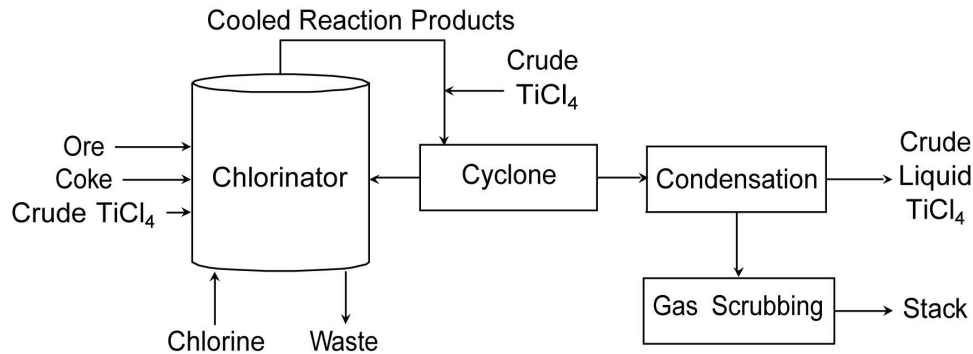 Cooled Reaction Products
Crude
TiCl₄
Ore
Coke
Crude TiCl₄
Chlorinator
Cyclone
Condensation
Crude
Liquid
TiCl₄
Gas Scrubbing
Stack
Chlorine
Waste